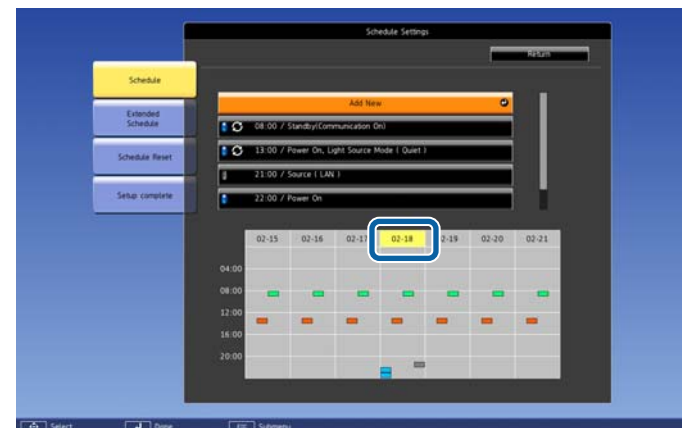 Schedule Settings
Return
Schedule
Extended
Schedule
Schedule Reset
Setup complete
Add New
08:00 / Standby(Communication On)
13:00 / Power On, Light Source Mode ( Quiet )
21:00 / Source ( LAN )
22:00 / Power On
02-15 02-16 02-17 02-18 02-19 02-20 02-21
04:00
08:00
12:00
16:00
20:00
Select Done Submenu